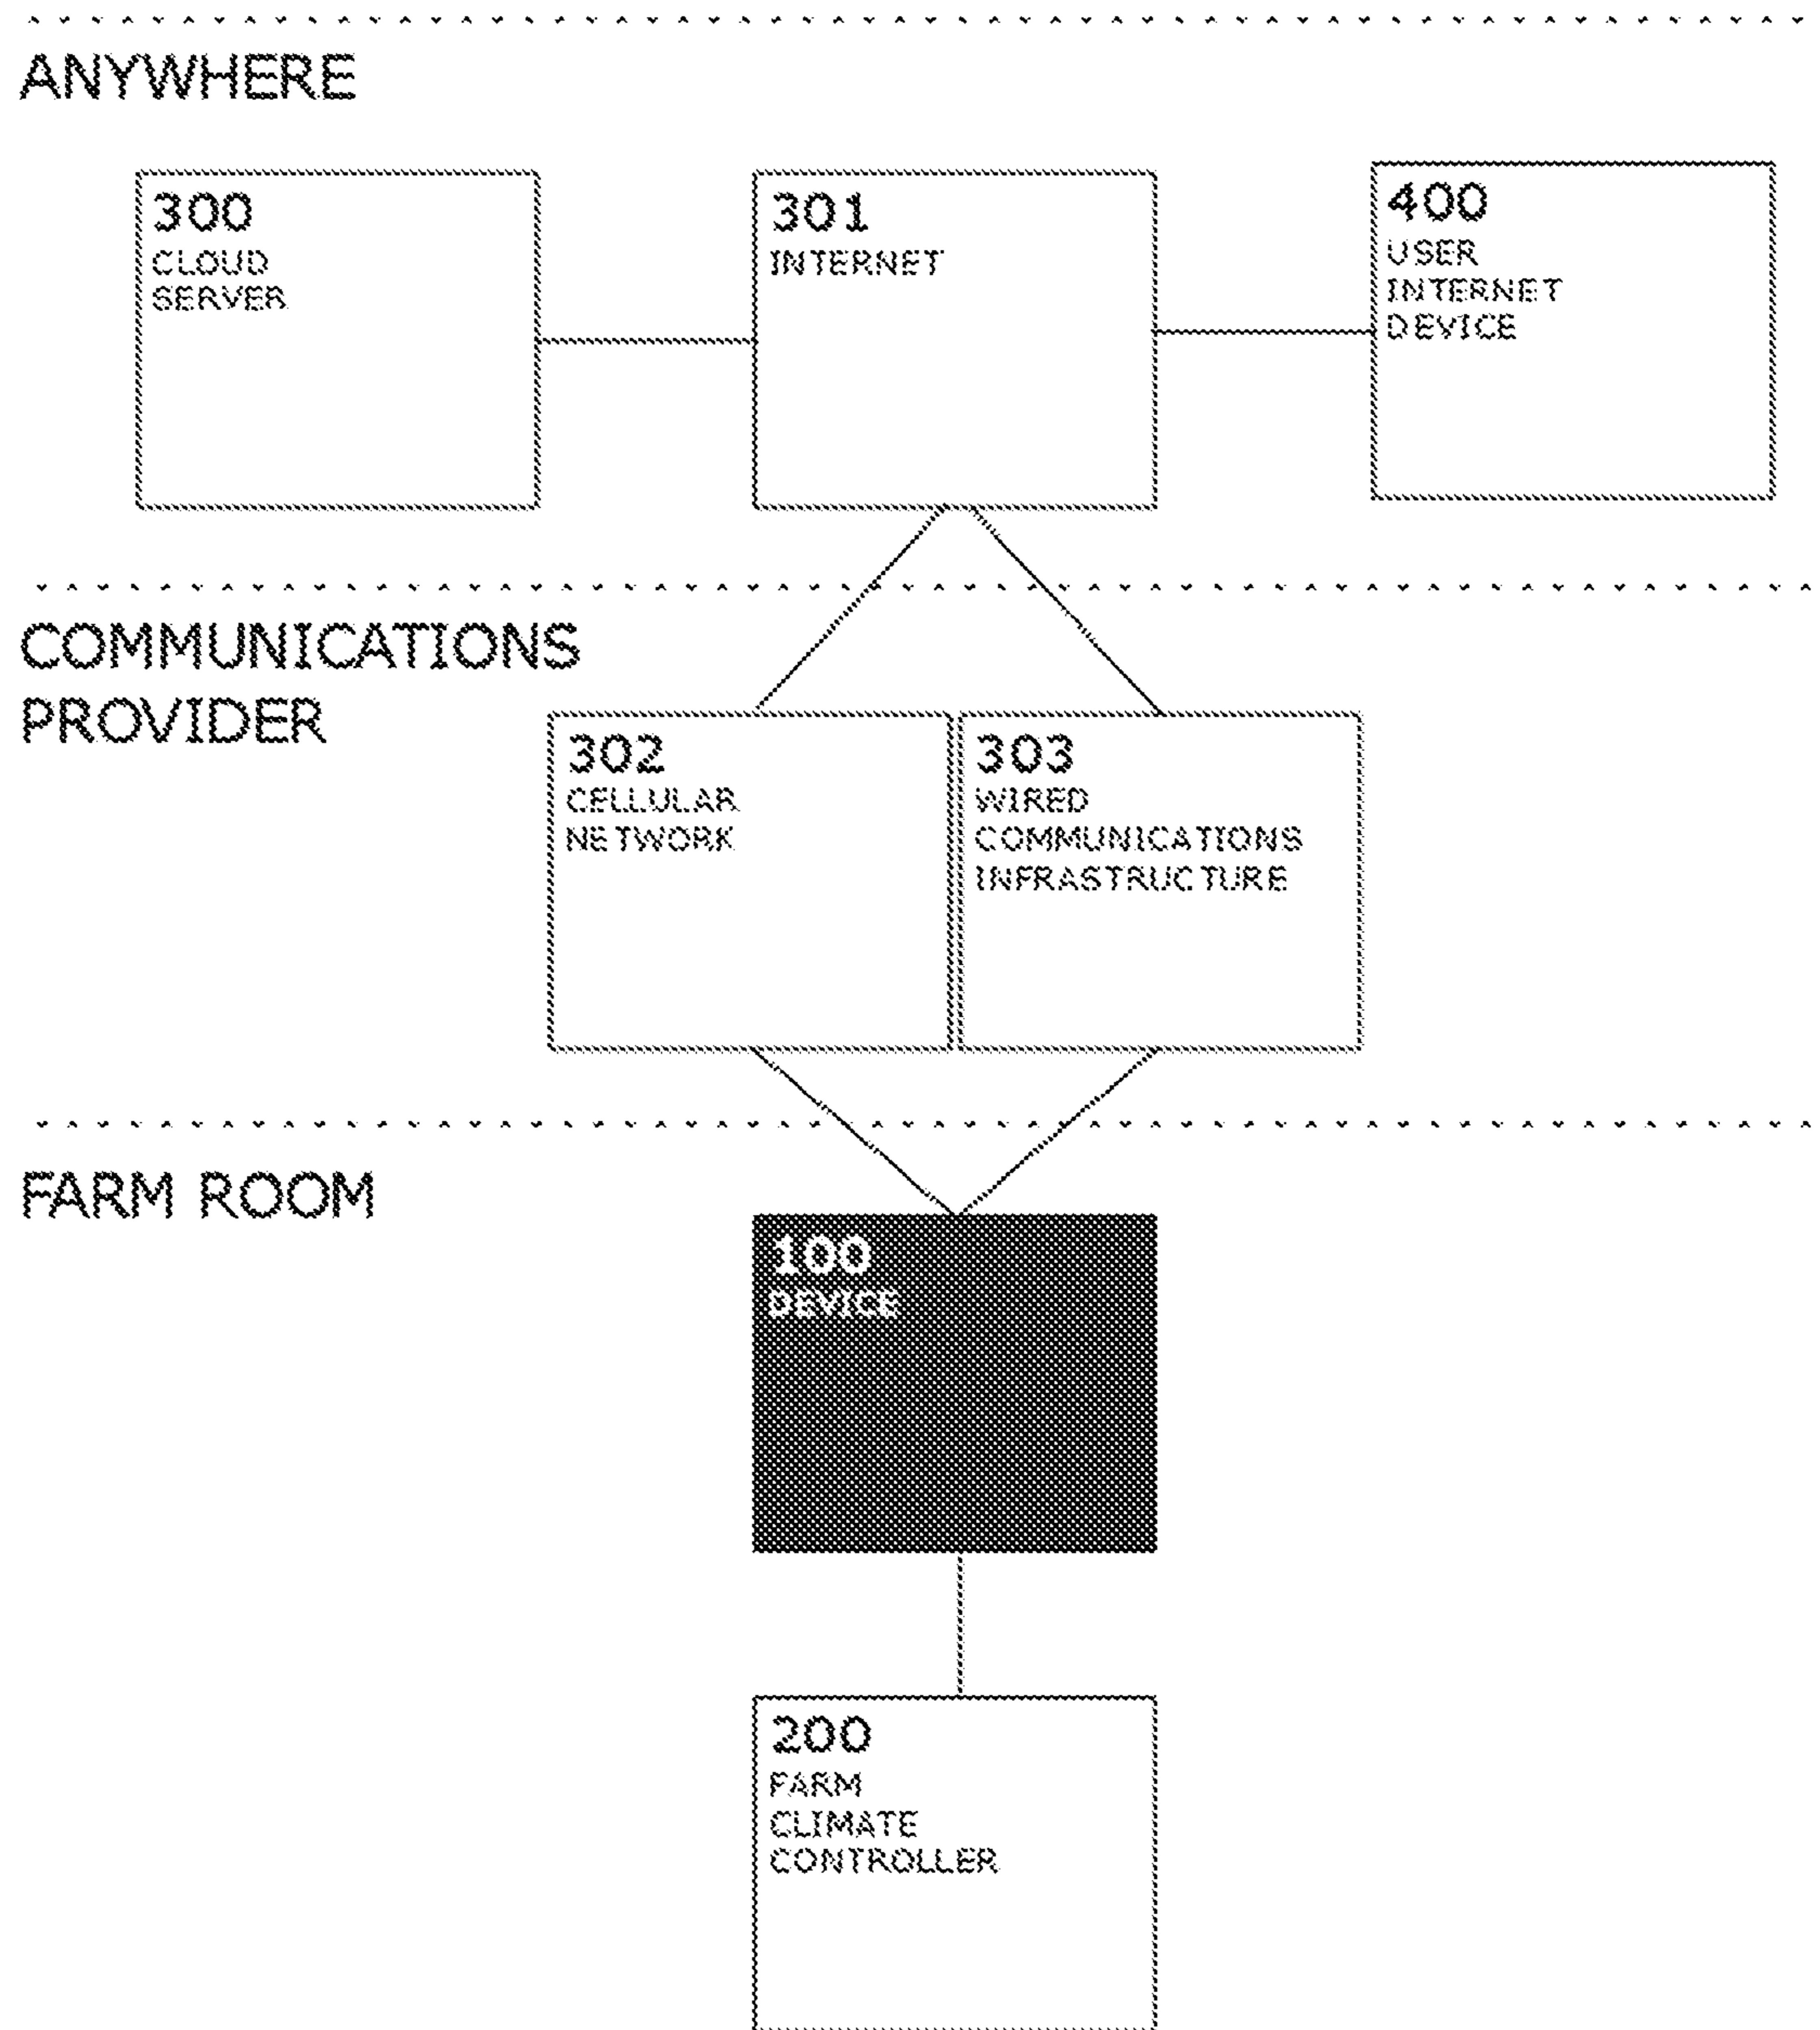 ANYWHERE
300
CLOUD
SERVER
301
INTERNET
400
USER
INTERNET
DEVICE
COMMUNICATIONS
PROVIDER
302
CELLULAR
NETWORK
303
WIRED
COMMUNICATIONS
INFRASTRUCTURE
FARM ROOM
100
DEVICE
200
FARM
CLIMATE
CONTROLLER